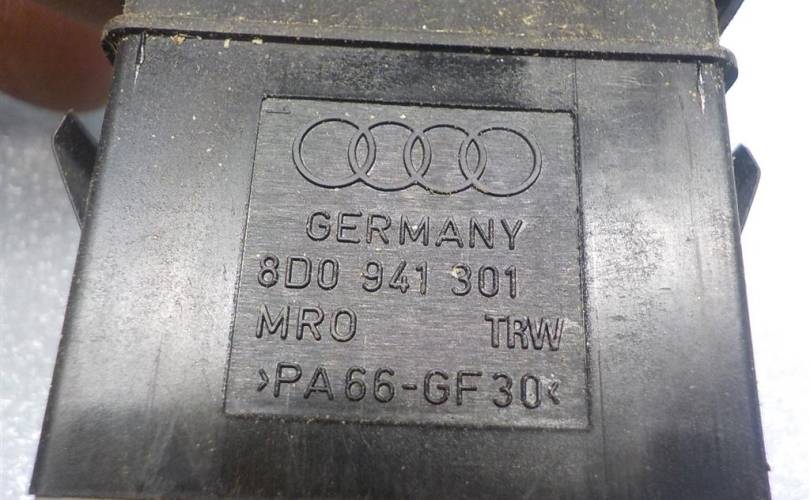 GERMANY
8D0 941 301
MRO TRW
>PA66-GF30<